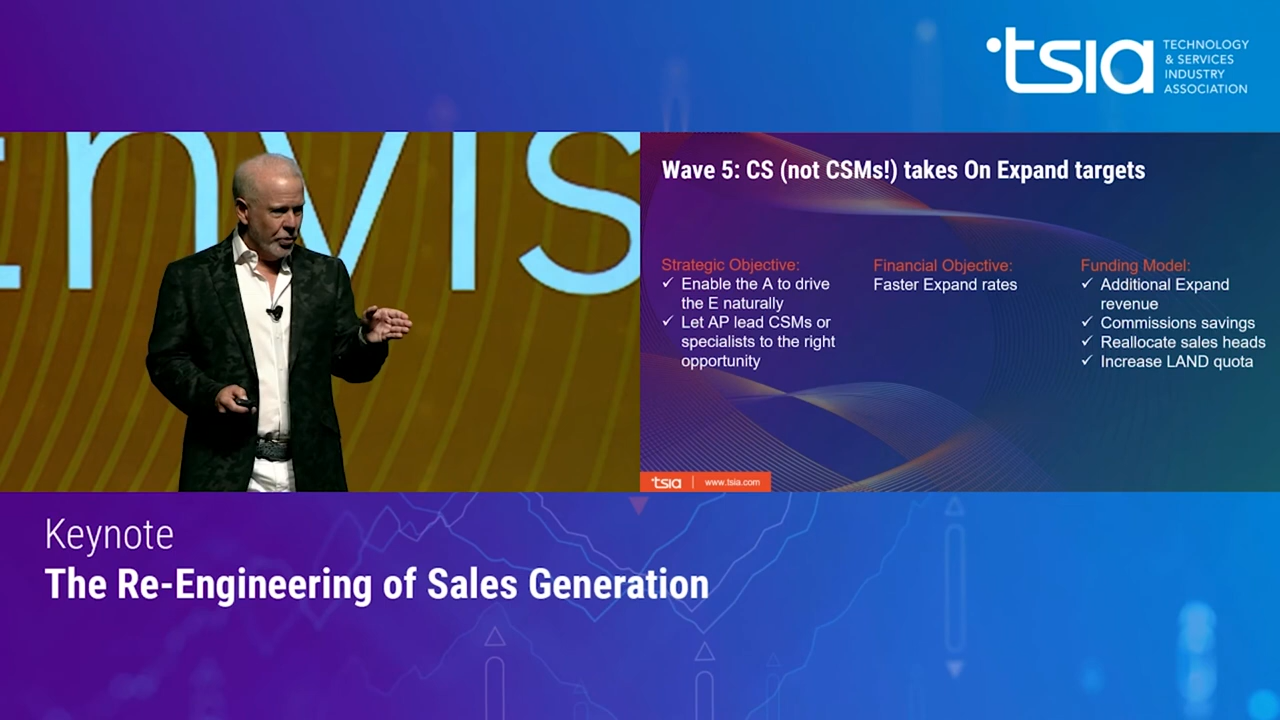 tsia TECHNOLOGY
& SERVICES
INDUSTRY
ASSOCIATION
Envis
Wave 5: CS (not CSMs!) takes On Expand targets
Strategic Objective:
✓ Enable the A to drive
the E naturally
✓ Let AP lead CSMs or
specialists to the right
opportunity
Financial Objective:
Faster Expand rates
Funding Model:
✓ Additional Expand
revenue
✓ Commissions savings
✓ Reallocate sales heads
✓ Increase LAND quota
tsia | www.tsia.com
Keynote
The Re-Engineering of Sales Generation